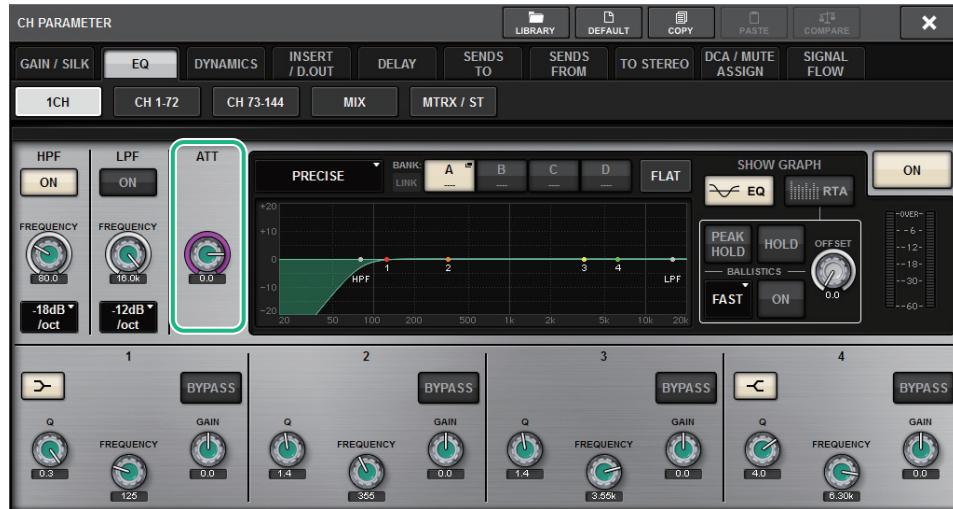 CH PARAMETER
LIBRARY DEFAULT COPY PASTE COMPARE
GAIN / SILK EQ DYNAMICS INSERT / D.OUT DELAY SENDS TO SENDS FROM TO STEREO DCA / MUTE ASSIGN SIGNAL FLOW
1CH CH 1-72 CH 73-144 MIX MTRX / ST
HPF LPF ATT
ON ON
FREQUENCY FREQUENCY
80.0 16.0k 0.0
-18dB /oct -12dB /oct
PRECISE BANK: LINK A ---- B ---- C ---- D ---- FLAT
+20
+10
0
-10
-20
HPF 1 2 3 4 LPF
20 50 100 200 500 1k 2k 5k 10k 20k
SHOW GRAPH
EQ RTA
PEAK HOLD HOLD OFFSET
BALLISTICS
FAST ON 0.0
ON
-OVER-
--6-
--12-
--18-
--30-
--60-
1 2 3 4
BYPASS BYPASS BYPASS BYPASS
Q FREQUENCY GAIN Q FREQUENCY GAIN Q FREQUENCY GAIN Q FREQUENCY GAIN
0.3 125 0.0 1.4 355 0.0 1.4 3.55k 0.0 4.0 6.30k 0.0